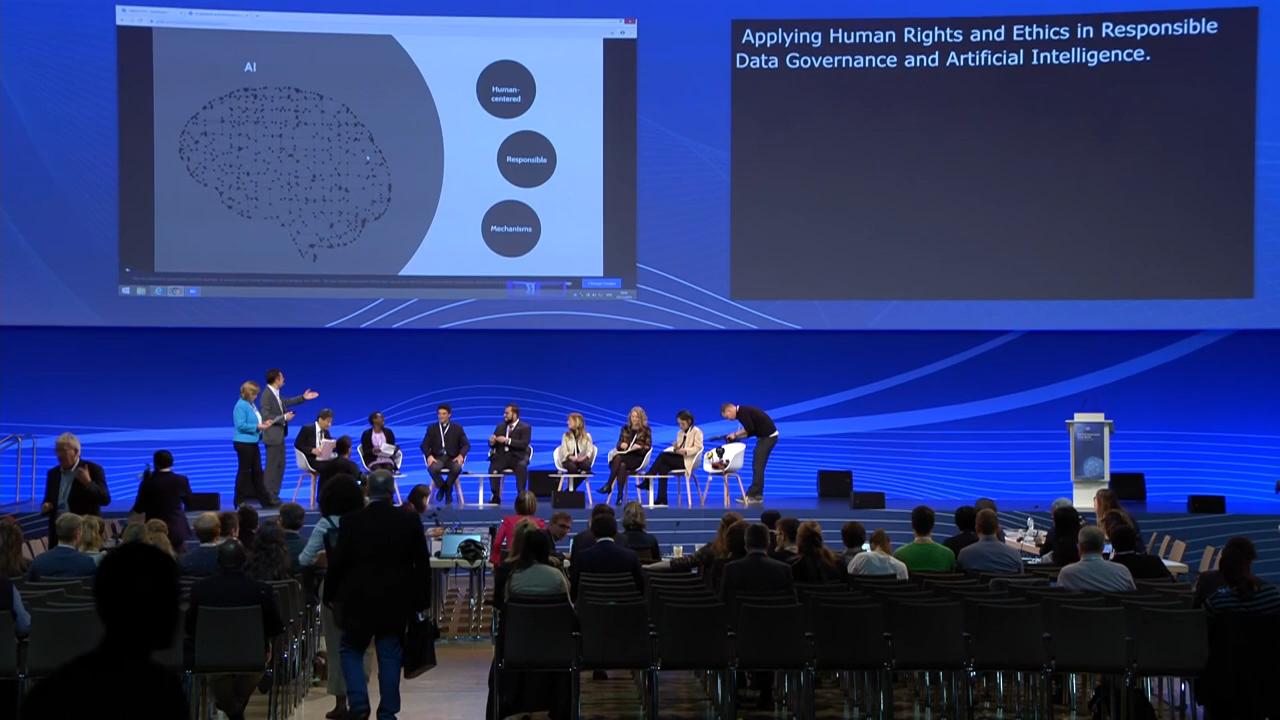 AI
Human-
centered
Responsible
Mechanisms
Applying Human Rights and Ethics in Responsible
Data Governance and Artificial Intelligence.